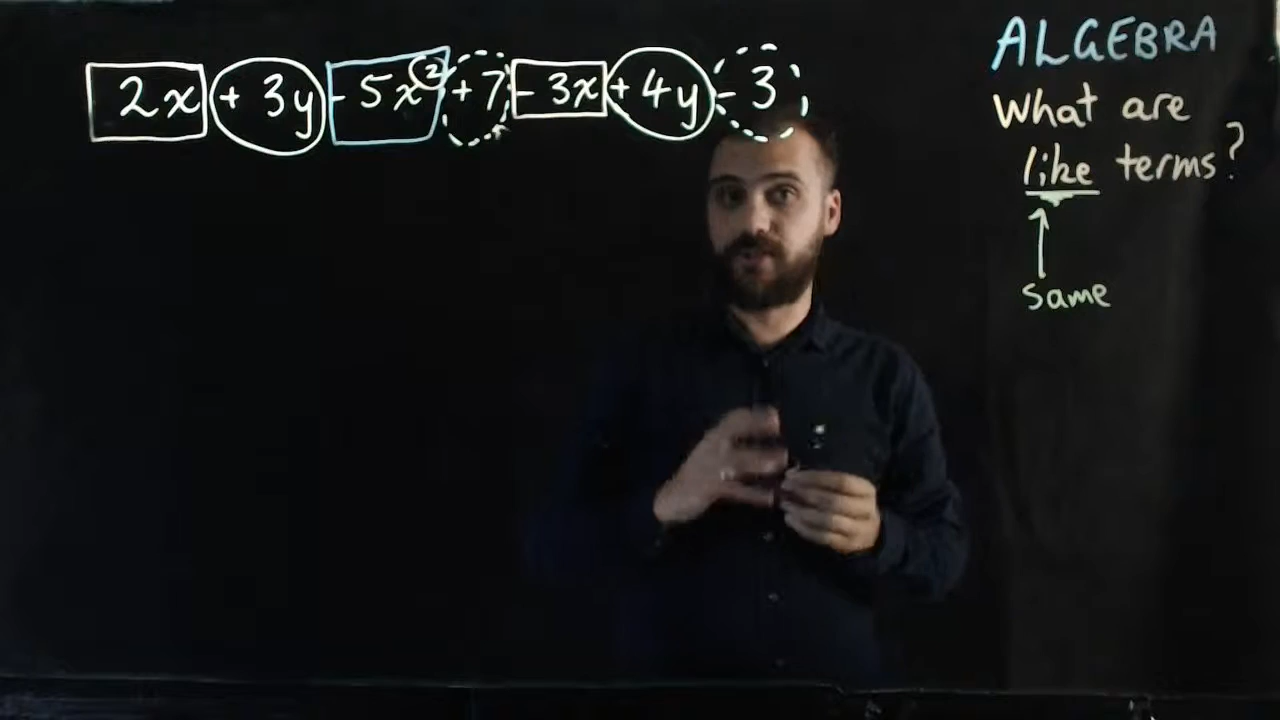 2x + 3y - 5x² + 7 - 3x + 4y - 3
ALGEBRA
What are
like terms?
same